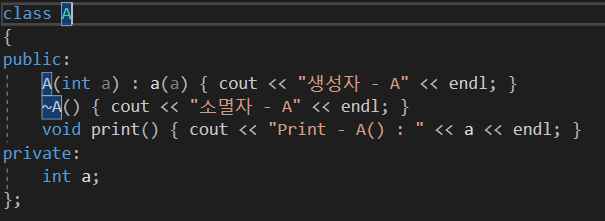 class A
{
public:
A(int a) : a(a) { cout << "생성자 - A" << endl; }
~A() { cout << "소멸자 - A" << endl; }
void print() { cout << "Print - A() : " << a << endl; }
private:
int a;
};